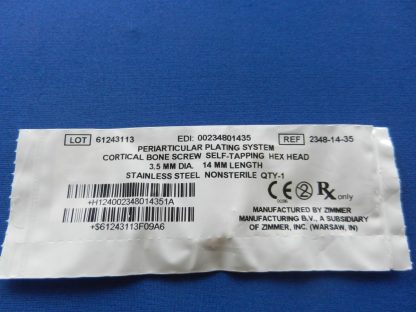 LOT 61243113 EDI: 00234801435 REF 2348-14-35
PERIARTICULAR PLATING SYSTEM
CORTICAL BONE SCREW SELF-TAPPING HEX HEAD
3.5 MM DIA. 14 MM LENGTH
STAINLESS STEEL NONSTERILE QTY-1
+H124002348014351A
+$61243113F09A6
CE 2 Rx only
MANUFACTURED BY ZIMMER
MANUFACTURING B.V., A SUBSIDIARY
OF ZIMMER, INC. (WARSAW, IN)